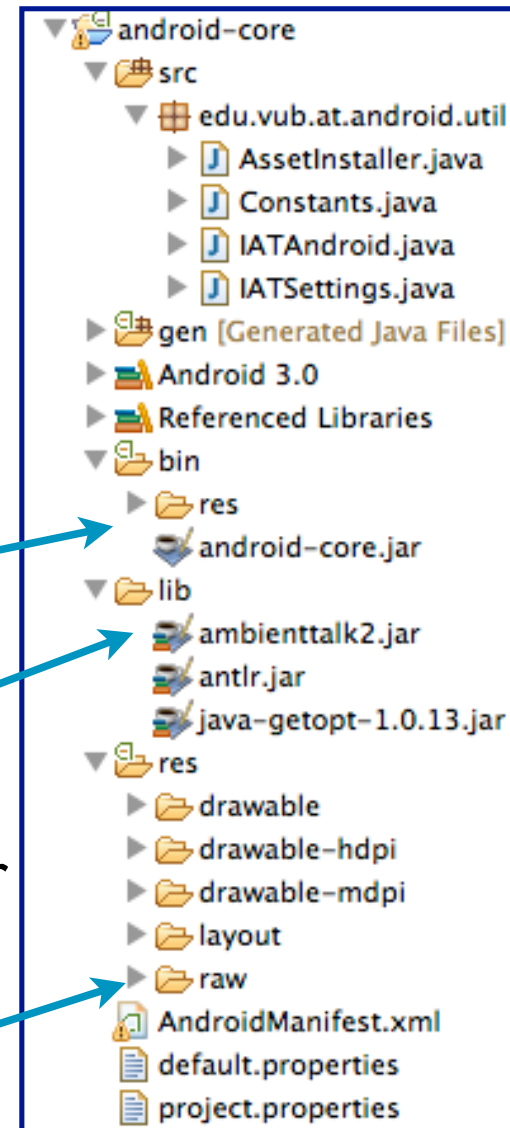 android-core
src
edu.vub.at.android.util
AssetInstaller.java
Constants.java
IATAndroid.java
IATSettings.java
gen [Generated Java Files]
Android 3.0
Referenced Libraries
bin
res
android-core.jar
lib
ambienttalk2.jar
antlr.jar
java-getopt-1.0.13.jar
res
drawable
drawable-hdpi
drawable-mdpi
layout
raw
AndroidManifest.xml
default.properties
project.properties